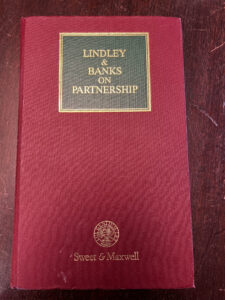 LINDLEY
&
BANKS
ON
PARTNERSHIP
Sweet & Maxwell